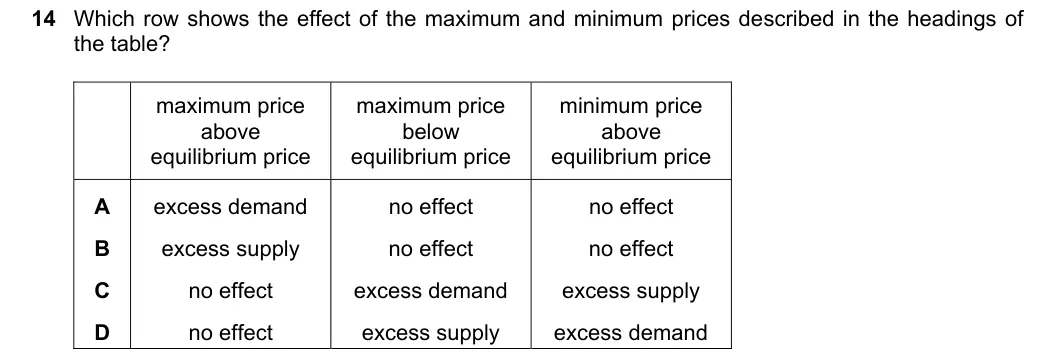 14 Which row shows the effect of the maximum and minimum prices described in the headings of
the table?
maximum price above equilibrium price
maximum price below equilibrium price
minimum price above equilibrium price
A excess demand no effect no effect
B excess supply no effect no effect
C no effect excess demand excess supply
D no effect excess supply excess demand